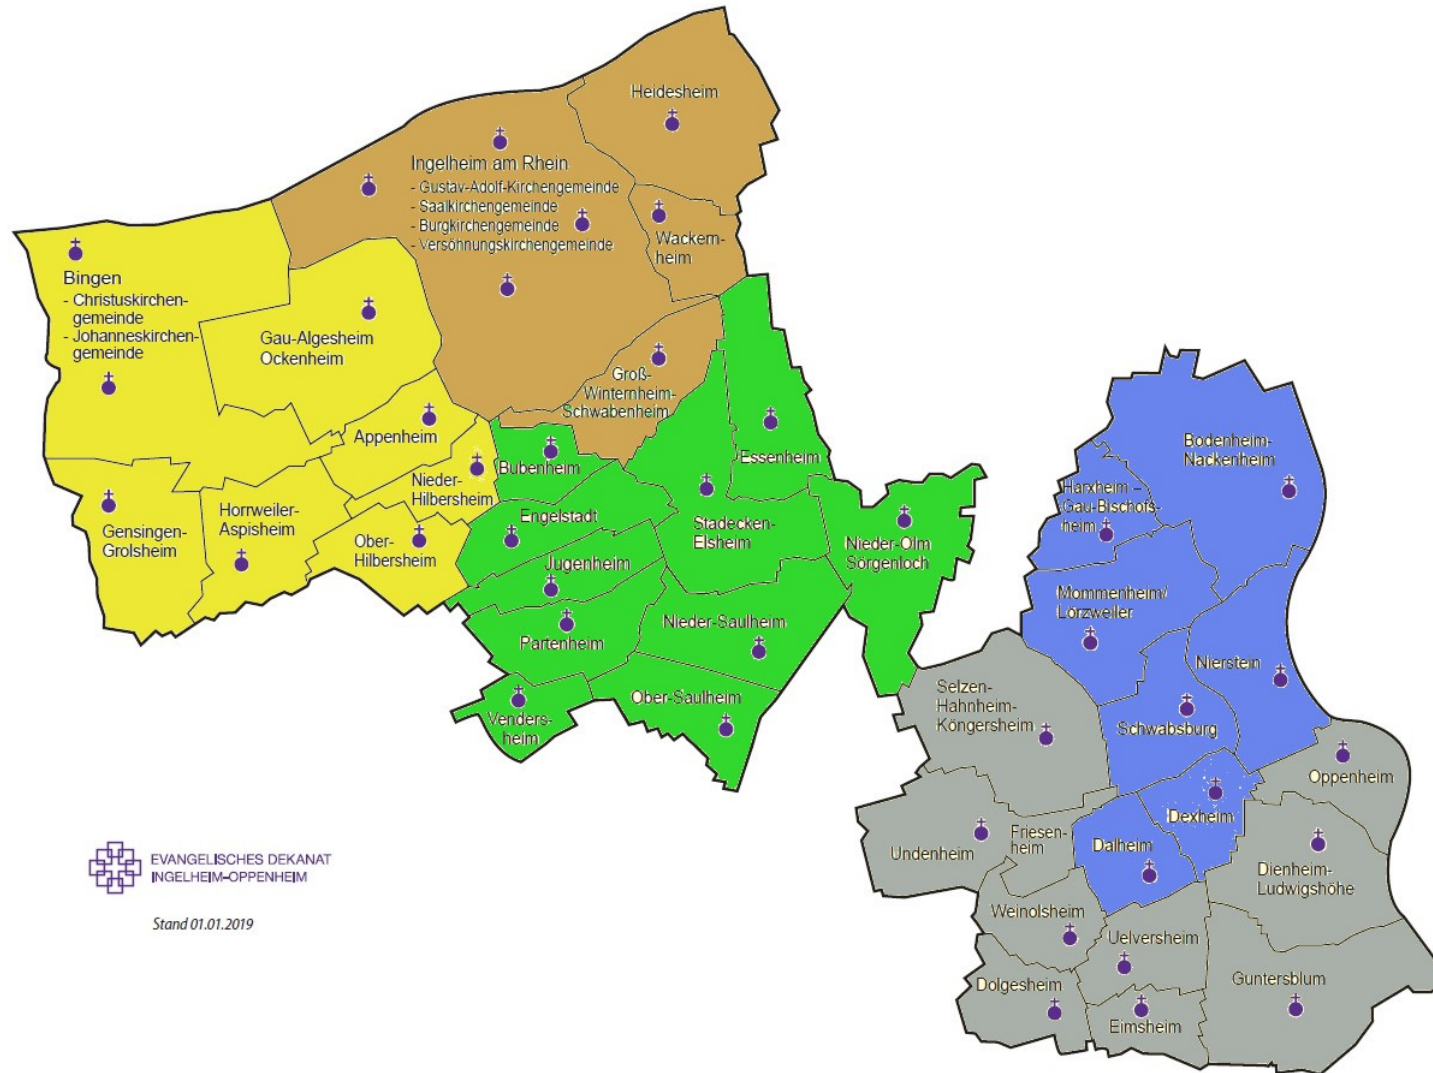 Heidesheim
Ingelheim am Rhein
- Gustav-Adolf-Kirchengemeinde
- Saalkirchengemeinde
- Burgkirchengemeinde
- Versöhnungskirchengemeinde
Wackern-
heim
Bingen
- Christuskirchen-
gemeinde
- Johanneskirchen-
gemeinde
Gau-Algesheim
Ockenheim
Groß-
Winternheim-
Schwabenheim
Appenheim
Nieder-
Hilbersheim
Bubenheim
Essenheim
Gensingen-
Grolsheim
Horrweiler-
Aspisheim
Ober-
Hilbersheim
Engelstadt
Stadecken-
Elsheim
Nieder-Olm
Sörgenloch
Jugenheim
Partenheim
Nieder-Saulheim
Ober-Saulheim
Venders-
heim
Bodenheim-
Nackenheim
Harxheim –
Gau-Bischofs-
heim
Mommenheim/
Lörzweiler
Nierstein
Selzen-
Hahnheim-
Köngersheim
Schwabsburg
Oppenheim
Dexheim
Undenheim
Friesen-
heim
Dalheim
Dienheim-
Ludwigshöhe
Weinolsheim
Uelversheim
Dolgesheim
Eimsheim
Guntersblum
EVANGELISCHES DEKANAT
INGELHEIM-OPPENHEIM
Stand 01.01.2019